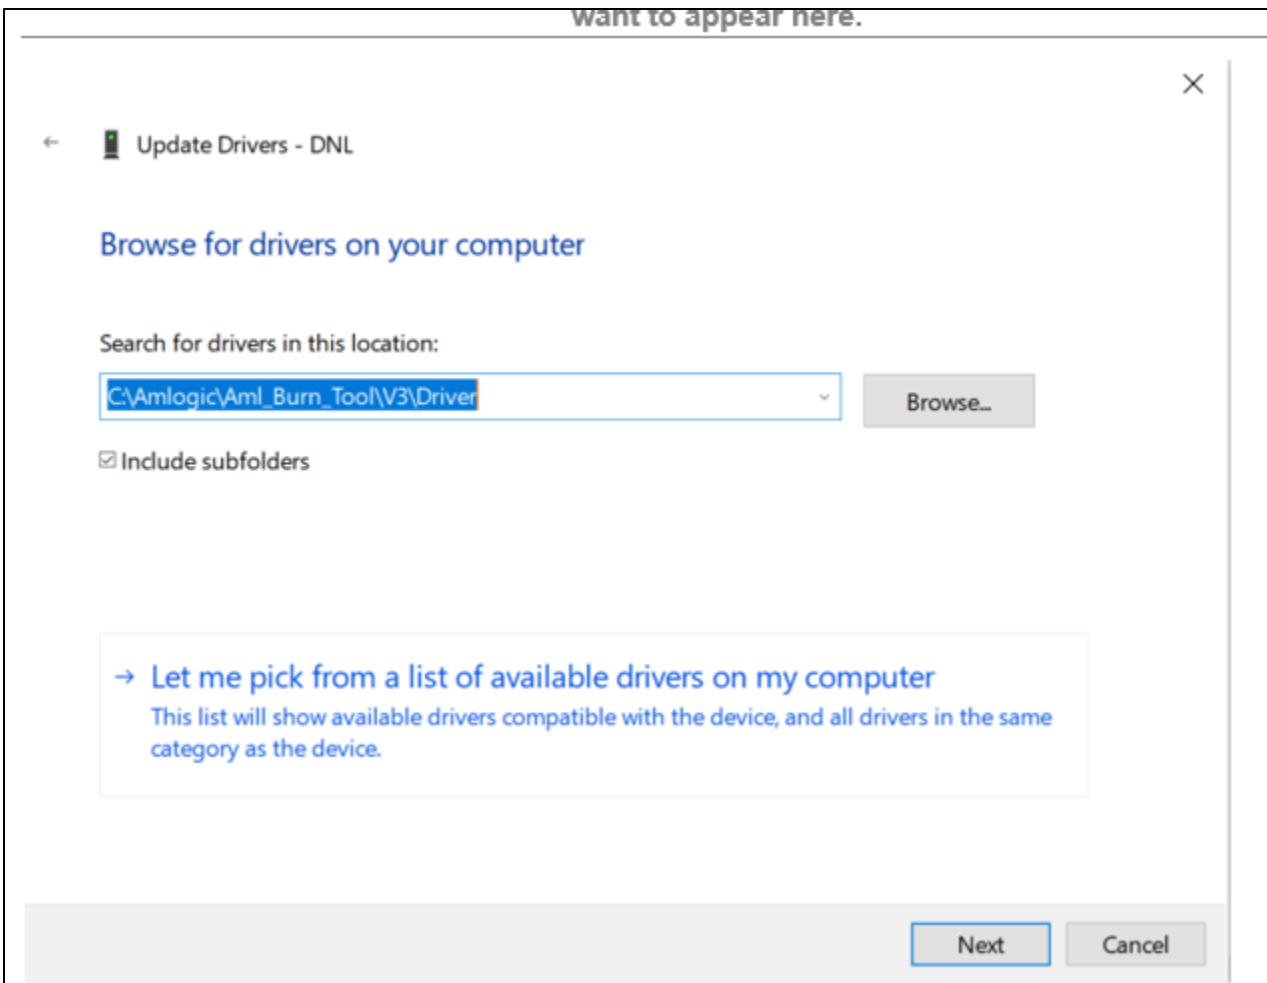 want to appear here.
Update Drivers - DNL
Browse for drivers on your computer
Search for drivers in this location:
C:\Amlogic\Aml_Burn_Tool\V3\Driver
Browse...
Include subfolders
Let me pick from a list of available drivers on my computer
This list will show available drivers compatible with the device, and all drivers in the same
category as the device.
Next
Cancel